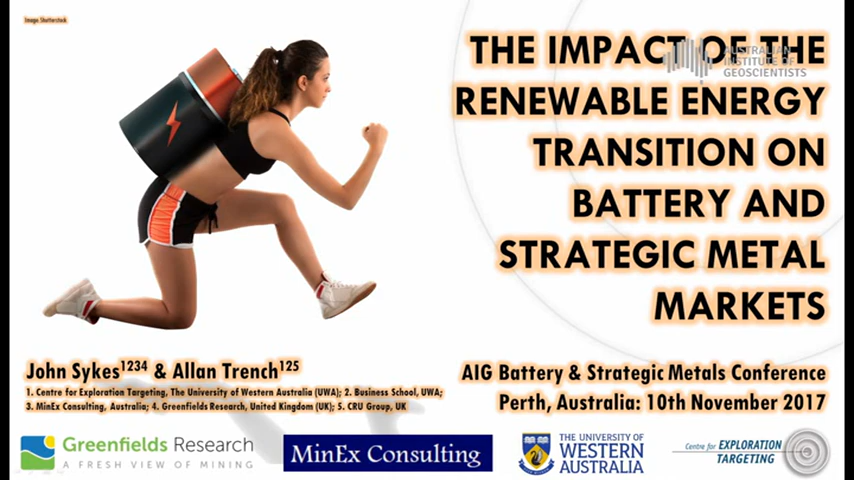 Image: Shutterstock
THE IMPACT OF THE
RENEWABLE ENERGY
TRANSITION ON
BATTERY AND
STRATEGIC METAL
MARKETS
AUSTRALIAN
INSTITUTE OF
GEOSCIENTISTS
John Sykes1234 & Allan Trench125
1. Centre for Exploration Targeting, The University of Western Australia (UWA); 2. Business School, UWA;
3. MinEx Consulting, Australia; 4. Greenfields Research, United Kingdom (UK); 5. CRU Group, UK
AIG Battery & Strategic Metals Conference
Perth, Australia: 10th November 2017
Greenfields Research
A FRESH VIEW OF MINING
MinEx Consulting
THE UNIVERSITY OF
WESTERN
AUSTRALIA
Centre for EXPLORATION
TARGETING